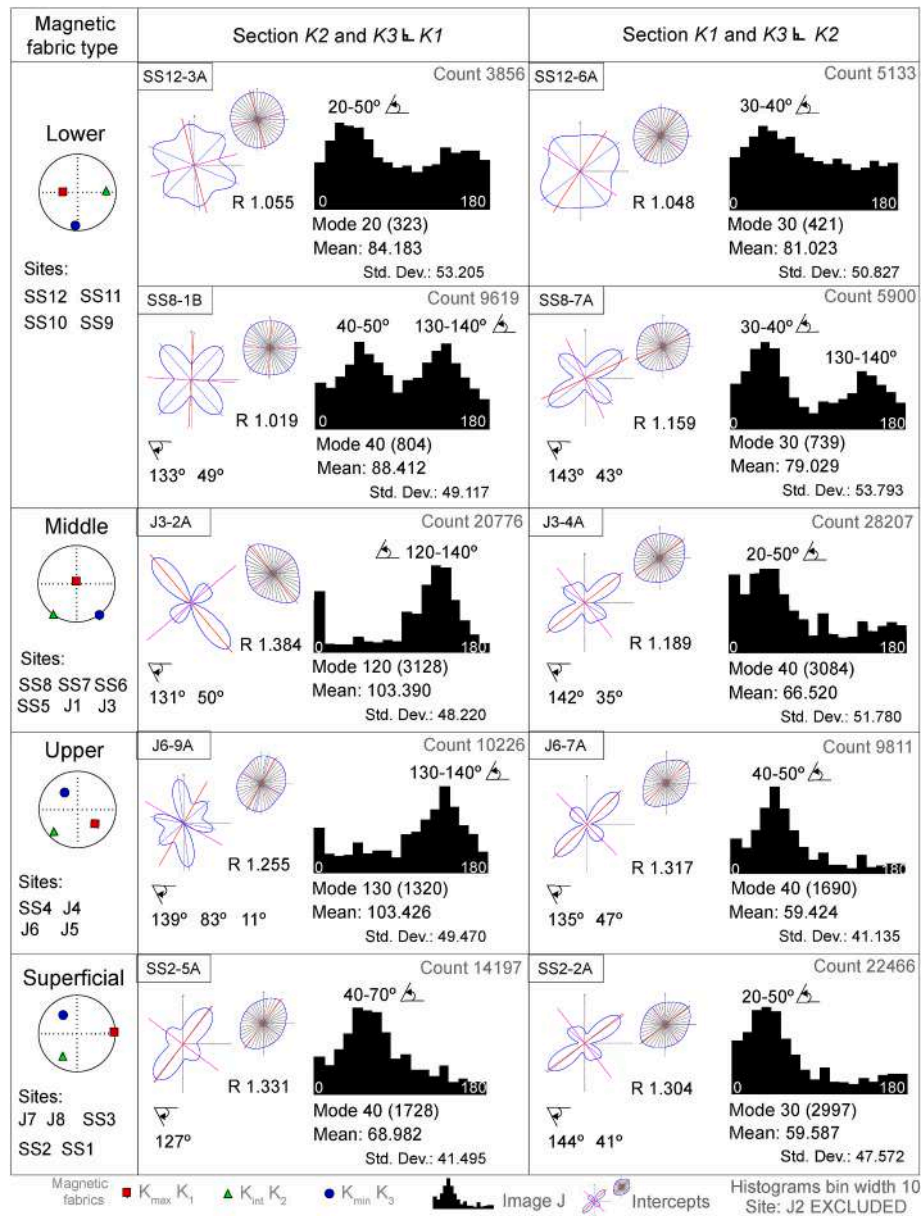 Magnetic fabric type
Section K2 and K3 ⊾ K1
Section K1 and K3 ⊾ K2
Lower
Sites:
SS12 SS11
SS10 SS9
SS12-3A
Count 3856
20-50º
R 1.055
0 180
Mode 20 (323)
Mean: 84.183
Std. Dev.: 53.205
SS12-6A
Count 5133
30-40º
R 1.048
0 180
Mode 30 (421)
Mean: 81.023
Std. Dev.: 50.827
SS8-1B
Count 9619
40-50º 130-140º
R 1.019
0 180
133º 49º
Mode 40 (804)
Mean: 88.412
Std. Dev.: 49.117
SS8-7A
Count 5900
30-40º
130-140º
R 1.159
0 180
143º 43º
Mode 30 (739)
Mean: 79.029
Std. Dev.: 53.793
Middle
Sites:
SS8 SS7 SS6
SS5 J1 J3
J3-2A
Count 20776
120-140º
R 1.384
0 180
131º 50º
Mode 120 (3128)
Mean: 103.390
Std. Dev.: 48.220
J3-4A
Count 28207
20-50º
R 1.189
0 180
142º 35º
Mode 40 (3084)
Mean: 66.520
Std. Dev.: 51.780
Upper
Sites:
SS4 J4
J6 J5
J6-9A
Count 10226
130-140º
R 1.255
0 180
139º 83º 11º
Mode 130 (1320)
Mean: 103.426
Std. Dev.: 49.470
J6-7A
Count 9811
40-50º
R 1.317
0 180
135º 47º
Mode 40 (1690)
Mean: 59.424
Std. Dev.: 41.135
Superficial
Sites:
J7 J8 SS3
SS2 SS1
SS2-5A
Count 14197
40-70º
R 1.331
0 180
127º
Mode 40 (1728)
Mean: 68.982
Std. Dev.: 41.495
SS2-2A
Count 22466
20-50º
R 1.304
0 180
144º 41º
Mode 30 (2997)
Mean: 59.587
Std. Dev.: 47.572
Magnetic fabrics
Kmax K1
Kint K2
Kmin K3
Image J
Intercepts
Histograms bin width 10
Site: J2 EXCLUDED